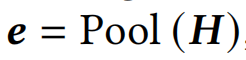 e = Pool (H),